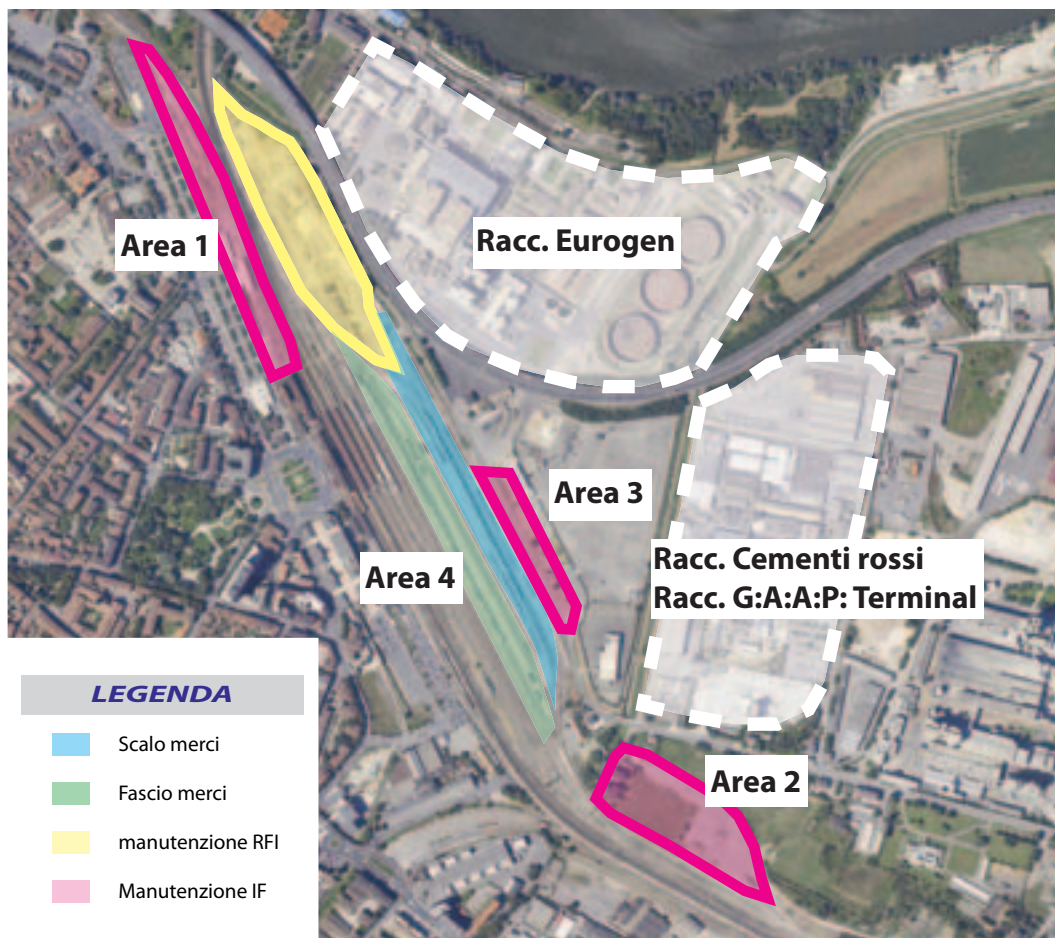 Area 1
Racc. Eurogen
Area 3
Racc. Cementi rossi
Racc. G:A:A:P: Terminal
Area 4
Area 2
LEGENDA
Scalo merci
Fascio merci
manutenzione RFI
Manutenzione IF